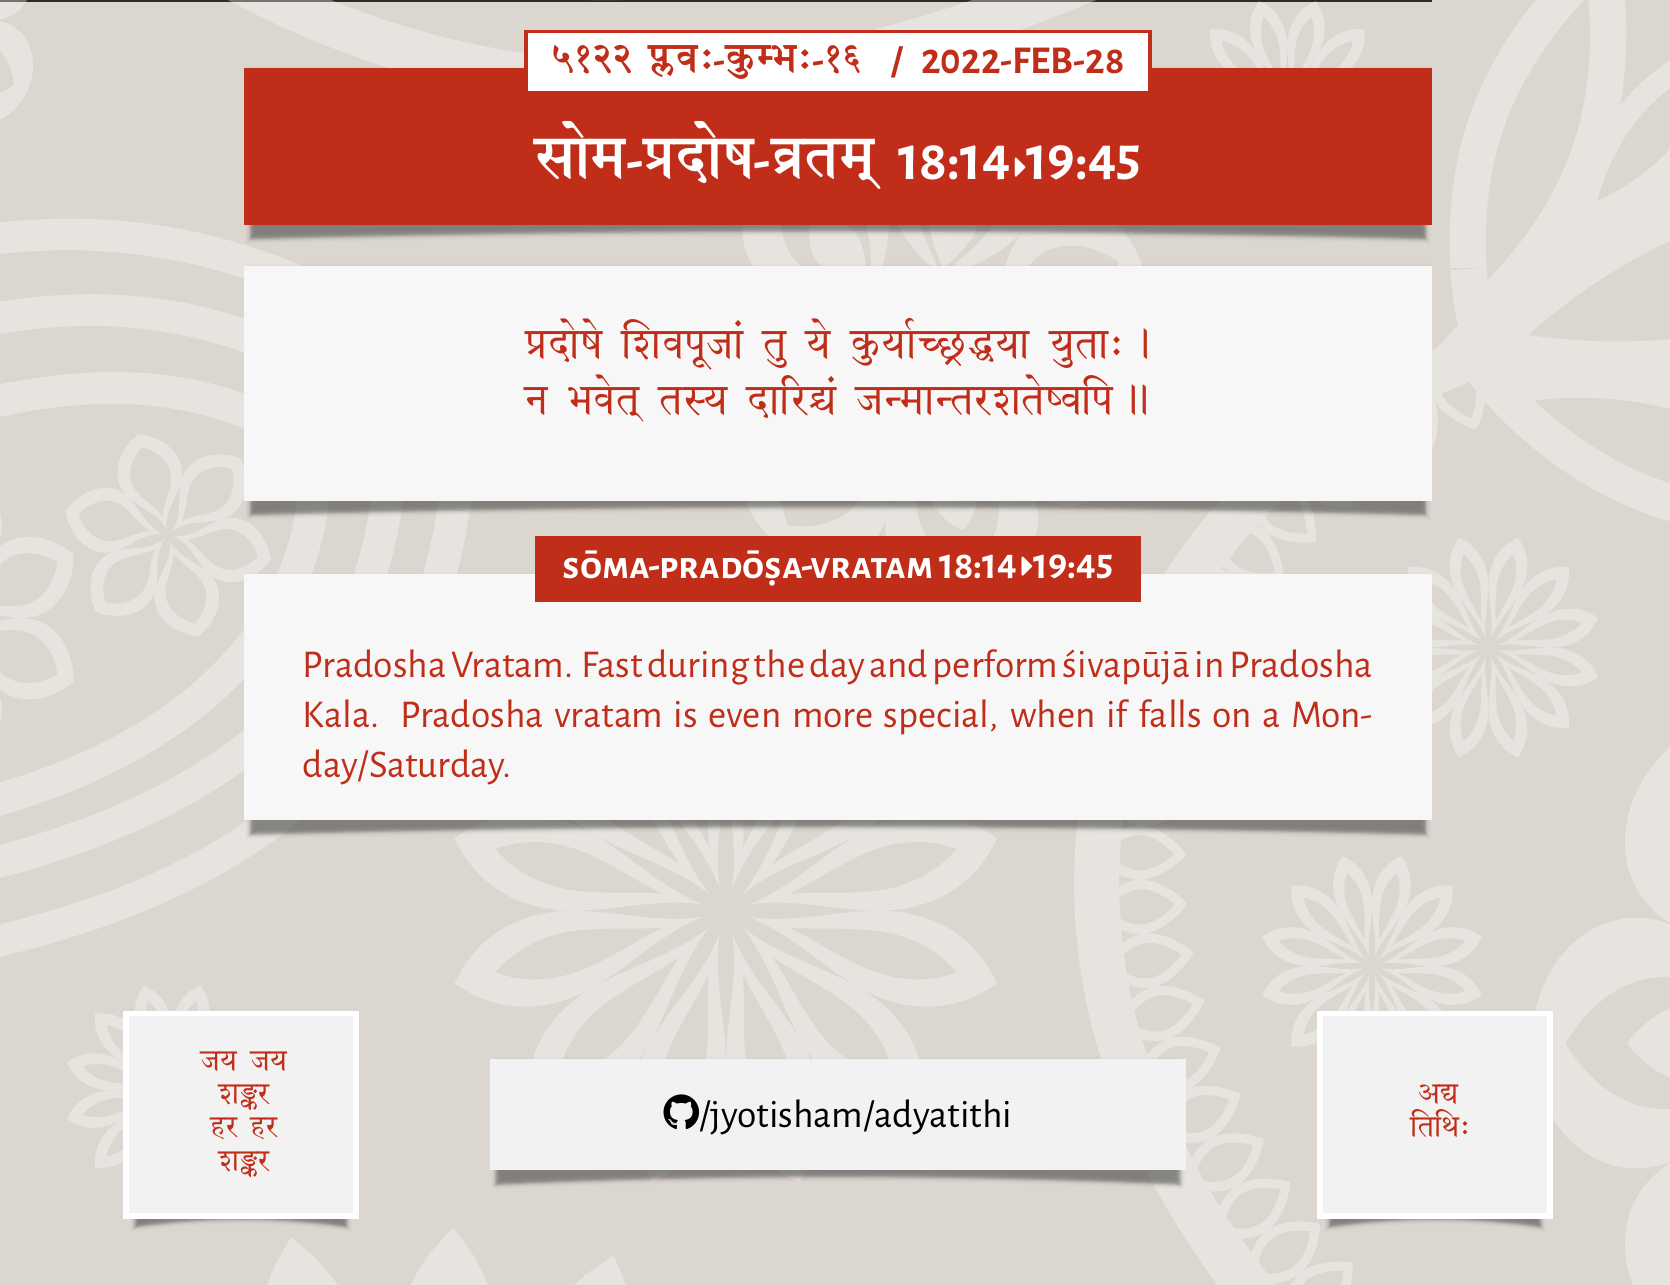 ५१२२ प्लवः-कुम्भः-१६ / 2022-FEB-28
सोम-प्रदोष-व्रतम् 18:14▸19:45
प्रदोषे शिवपूजां तु ये कुर्याच्छ्रद्धया युताः ।
न भवेत् तस्य दारिद्र्यं जन्मान्तरशतेष्वपि ॥
SŌMA-PRADŌṢA-VRATAM 18:14▸19:45
Pradosha Vratam. Fast during the day and perform śivapūjā in Pradosha
Kala. Pradosha vratam is even more special, when if falls on a Mon-
day/Saturday.
जय जय
शङ्कर
हर हर
शङ्कर
/jyotisham/adyatithi
अद्य
तिथिः